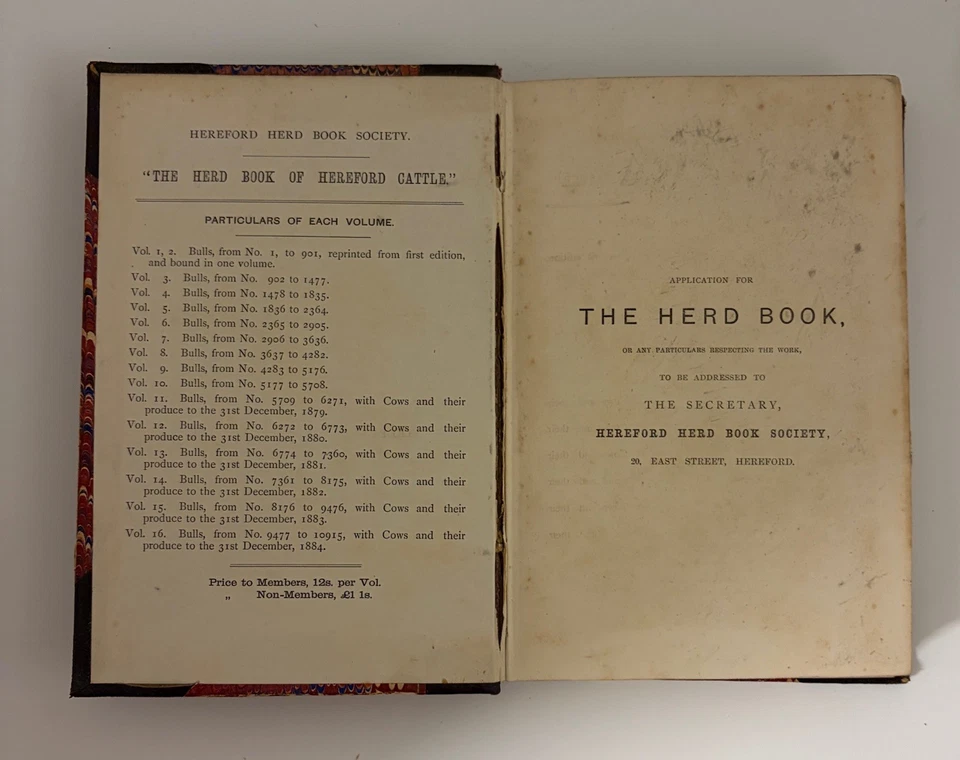 HEREFORD HERD BOOK SOCIETY.
"THE HERD BOOK OF HEREFORD CATTLE,"
PARTICULARS OF EACH VOLUME.
Vol. 1, 2. Bulls, from No. 1, to 901, reprinted from first edition,
and bound in one volume.
Vol. 3. Bulls, from No. 902 to 1477.
Vol. 4. Bulls, from No. 1478 to 1835.
Vol. 5. Bulls, from No. 1836 to 2364.
Vol. 6. Bulls, from No. 2365 to 2905.
Vol. 7. Bulls, from No. 2906 to 3636.
Vol. 8. Bulls, from No. 3637 to 4282.
Vol. 9. Bulls, from No. 4283 to 5176.
Vol. 10. Bulls, from No. 5177 to 5708.
Vol. 11. Bulls, from No. 5709 to 6271, with Cows and their
produce to the 31st December, 1879.
Vol. 12. Bulls, from No. 6272 to 6773, with Cows and their
produce to the 31st December, 1880.
Vol. 13. Bulls, from No. 6774 to 7360, with Cows and their
produce to the 31st December, 1881.
Vol. 14. Bulls, from No. 7361 to 8175, with Cows and their
produce to the 31st December, 1882.
Vol. 15. Bulls, from No. 8176 to 9476, with Cows and their
produce to the 31st December, 1883.
Vol. 16. Bulls, from No. 9477 to 10915, with Cows and their
produce to the 31st December, 1884.
Price to Members, 12s. per Vol.
„ Non-Members, £1 1s.
APPLICATION FOR
THE HERD BOOK,
OR ANY PARTICULARS RESPECTING THE WORK,
TO BE ADDRESSED TO
THE SECRETARY,
HEREFORD HERD BOOK SOCIETY,
20, EAST STREET, HEREFORD.